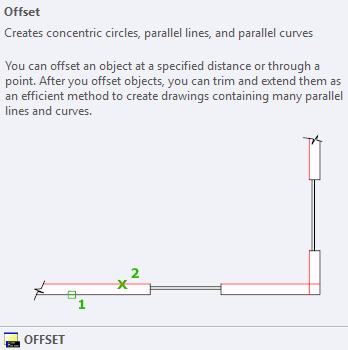 Offset
Creates concentric circles, parallel lines, and parallel curves
You can offset an object at a specified distance or through a
point. After you offset objects, you can trim and extend them as
an efficient method to create drawings containing many parallel
lines and curves.
2
1
OFFSET